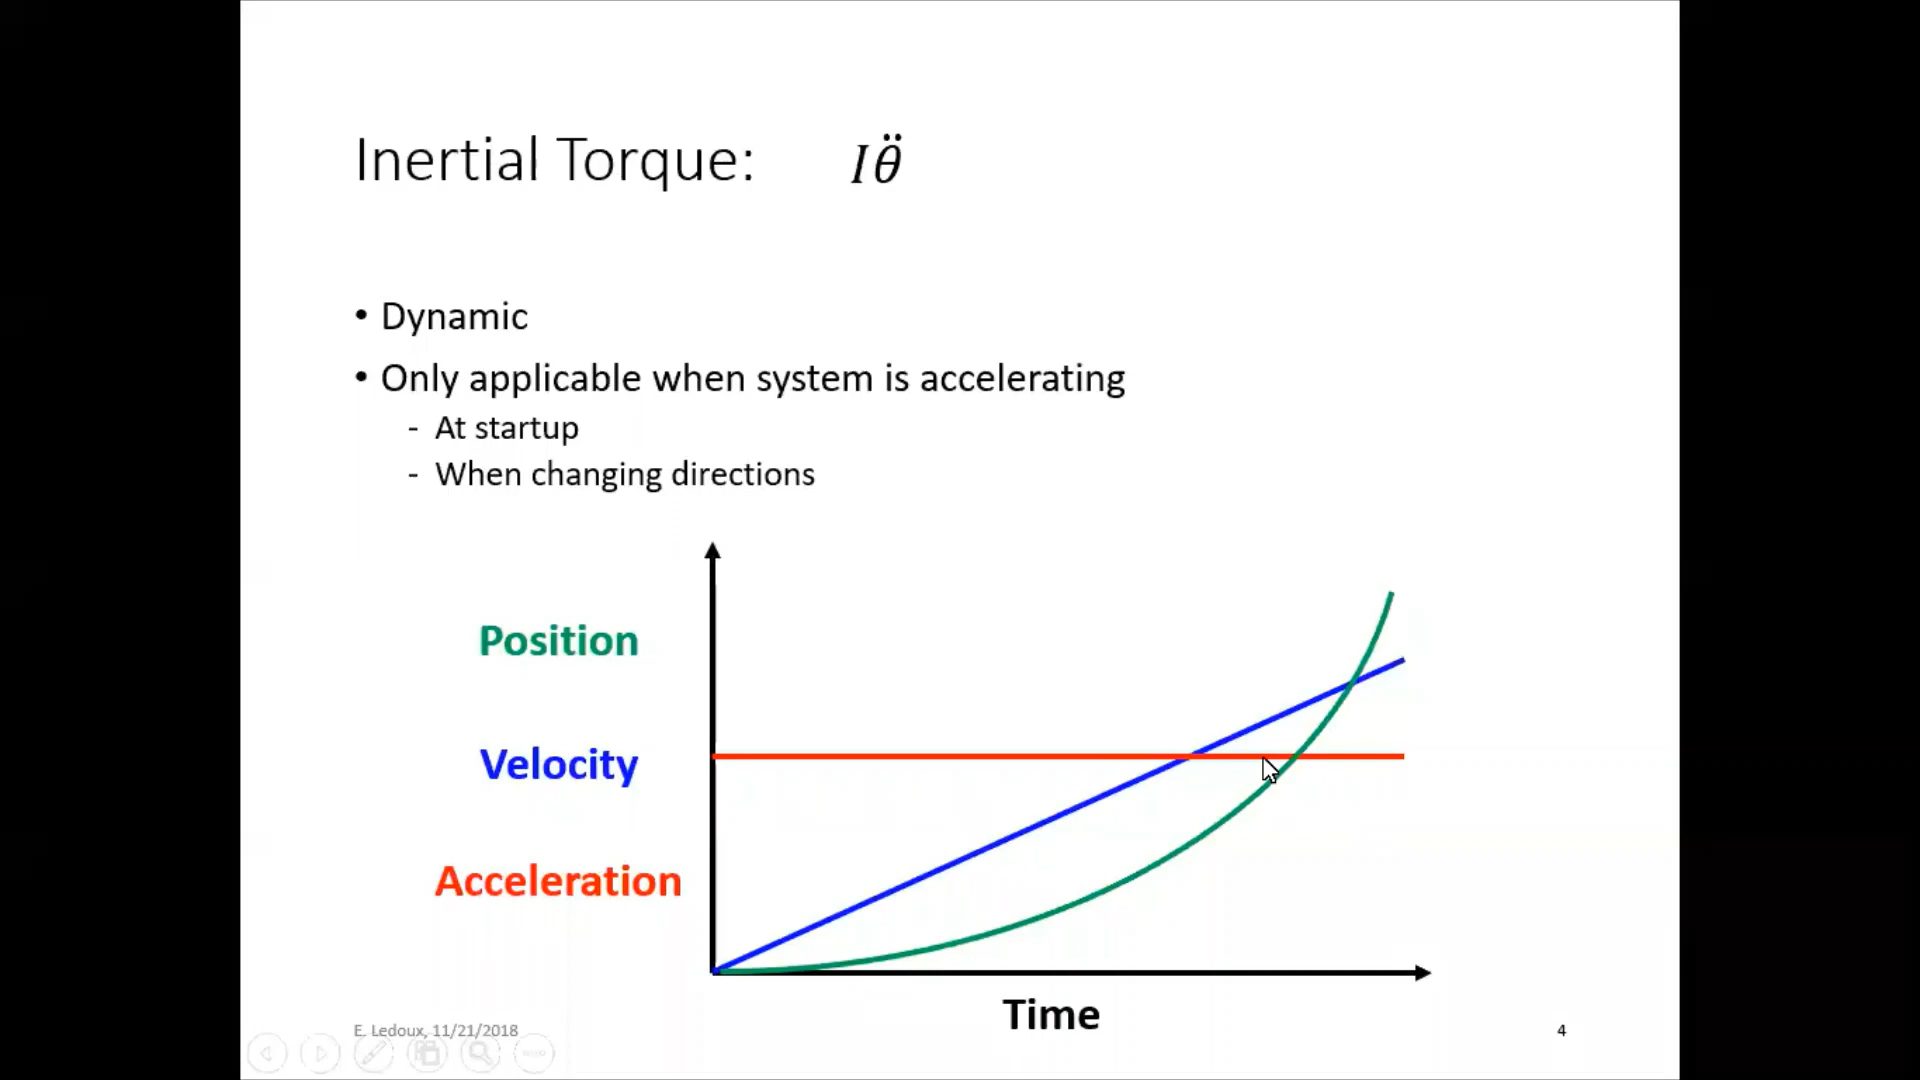 Inertial Torque: Iθ̈
• Dynamic
• Only applicable when system is accelerating
- At startup
- When changing directions
Position
Velocity
Acceleration
Time
E. Ledoux, 11/21/2018
4